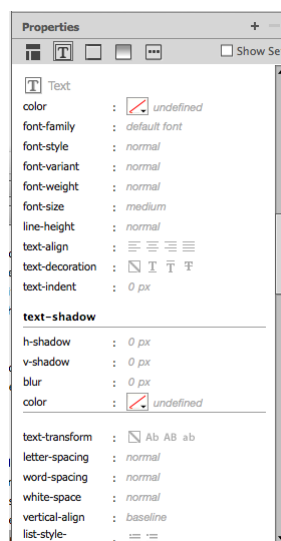 Properties
Show Se
T Text
color : undefined
font-family : default font
font-style : normal
font-variant : normal
font-weight : normal
font-size : medium
line-height : normal
text-align :
text-decoration : T T T
text-indent : 0 px
text-shadow
h-shadow : 0 px
v-shadow : 0 px
blur : 0 px
color : undefined
text-transform : Ab AB ab
letter-spacing : normal
word-spacing : normal
white-space : normal
vertical-align : baseline
list-style- :